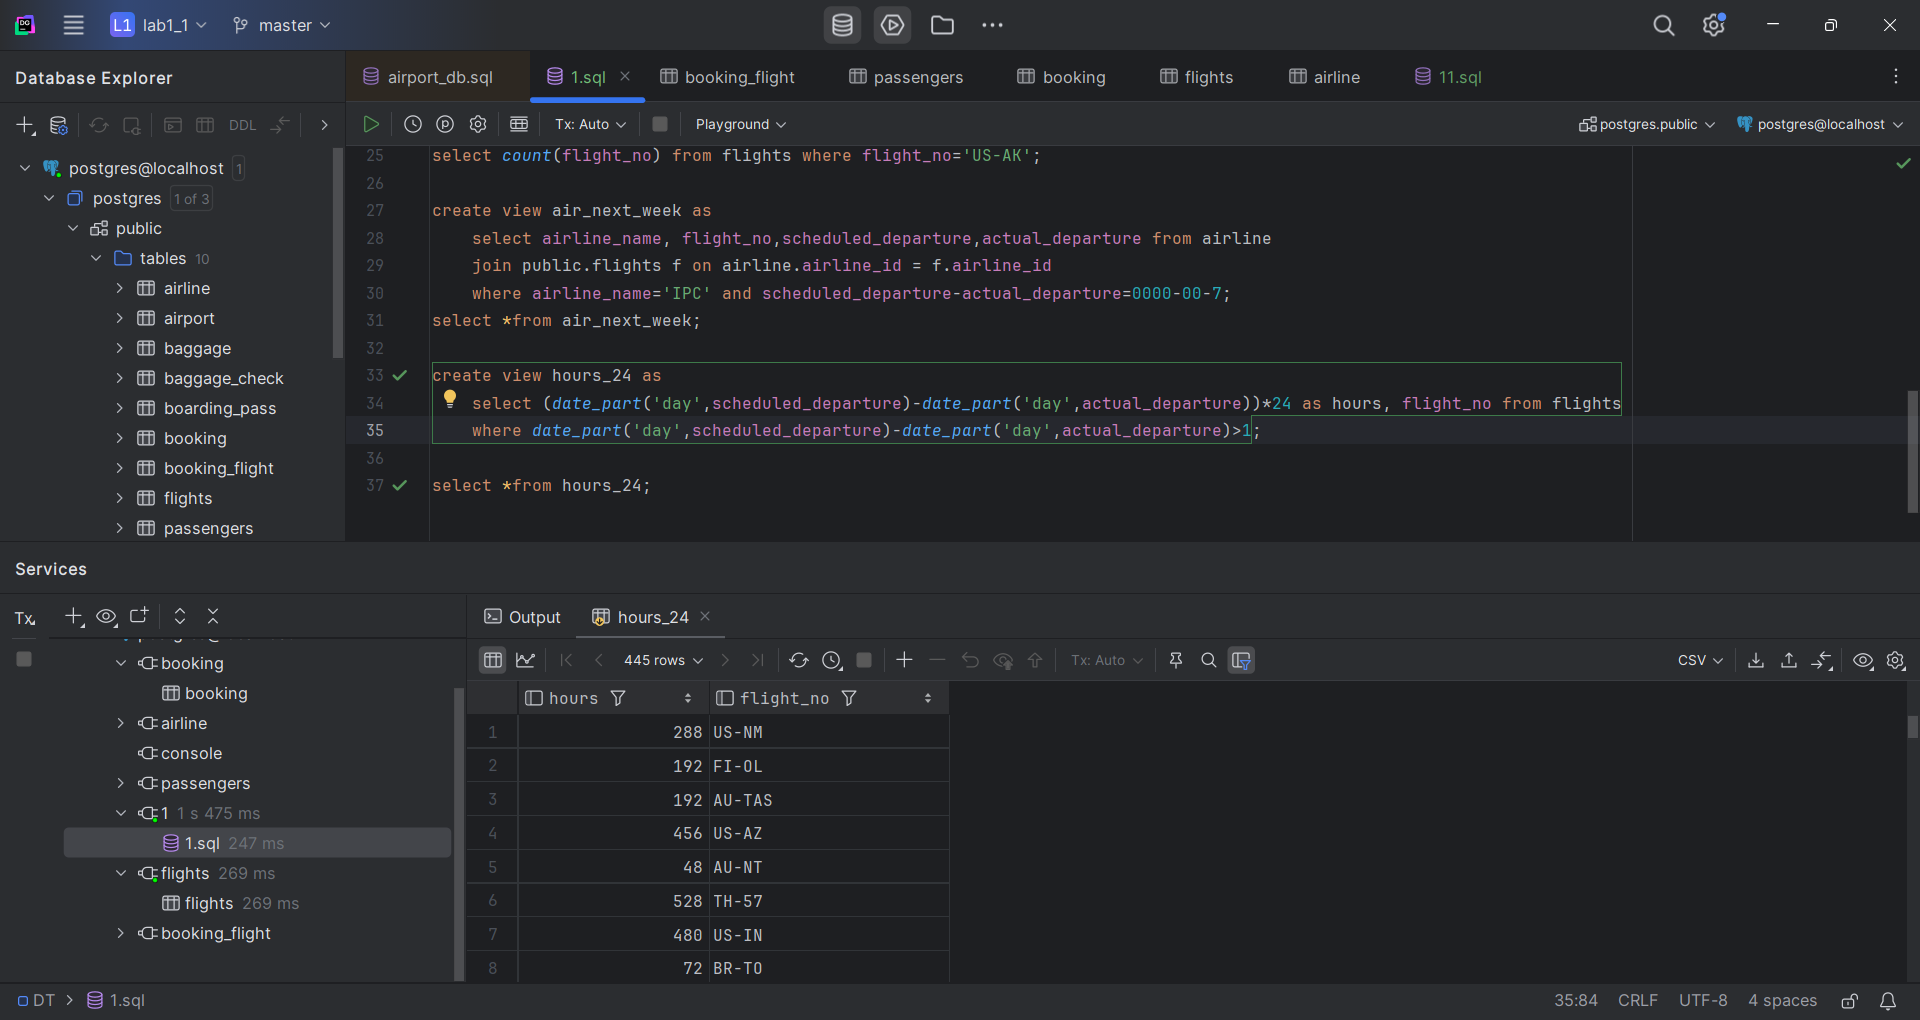 L1 lab1_1 master
Database Explorer
airport_db.sql 1.sql booking_flight passengers booking flights airline 11.sql
DDL
Tx: Auto Playground postgres.public postgres@localhost
postgres@localhost 1
postgres 1 of 3
public
tables 10
airline
airport
baggage
baggage_check
boarding_pass
booking
booking_flight
flights
passengers
25 select count(flight_no) from flights where flight_no='US-AK';
26
27 create view air_next_week as
28 select airline_name, flight_no,scheduled_departure,actual_departure from airline
29 join public.flights f on airline.airline_id = f.airline_id
30 where airline_name='IPC' and scheduled_departure-actual_departure=0000-00-7;
31 select *from air_next_week;
32
33 create view hours_24 as
34 select (date_part('day',scheduled_departure)-date_part('day',actual_departure))*24 as hours, flight_no from flights
35 where date_part('day',scheduled_departure)-date_part('day',actual_departure)>1;
36
37 select *from hours_24;
Services
Tx
booking
booking
airline
console
passengers
1 1 s 475 ms
1.sql 247 ms
flights 269 ms
flights 269 ms
booking_flight
Output hours_24
445 rows Tx: Auto CSV
hours flight_no
1 288 US-NM
2 192 FI-OL
3 192 AU-TAS
4 456 US-AZ
5 48 AU-NT
6 528 TH-57
7 480 US-IN
8 72 BR-TO
DT 1.sql
35:84 CRLF UTF-8 4 spaces